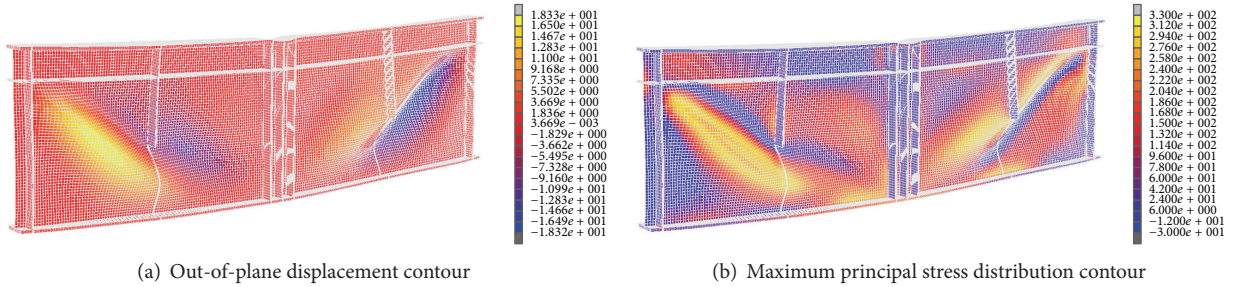 1.833e + 001
1.650e + 001
1.467e + 001
1.283e + 001
1.100e + 001
9.168e + 000
7.335e + 000
5.502e + 000
3.669e + 000
1.836e + 000
3.669e − 003
−1.829e + 000
−3.662e + 000
−5.495e + 000
−7.328e + 000
−9.160e + 000
−1.099e + 001
−1.283e + 001
−1.466e + 001
−1.649e + 001
−1.832e + 001
3.300e + 002
3.120e + 002
2.940e + 002
2.760e + 002
2.580e + 002
2.400e + 002
2.220e + 002
2.040e + 002
1.860e + 002
1.680e + 002
1.500e + 002
1.320e + 002
1.140e + 002
9.600e + 001
7.800e + 001
6.000e + 001
4.200e + 001
2.400e + 001
6.000e + 000
−1.200e + 001
−3.000e + 001
(a) Out-of-plane displacement contour
(b) Maximum principal stress distribution contour